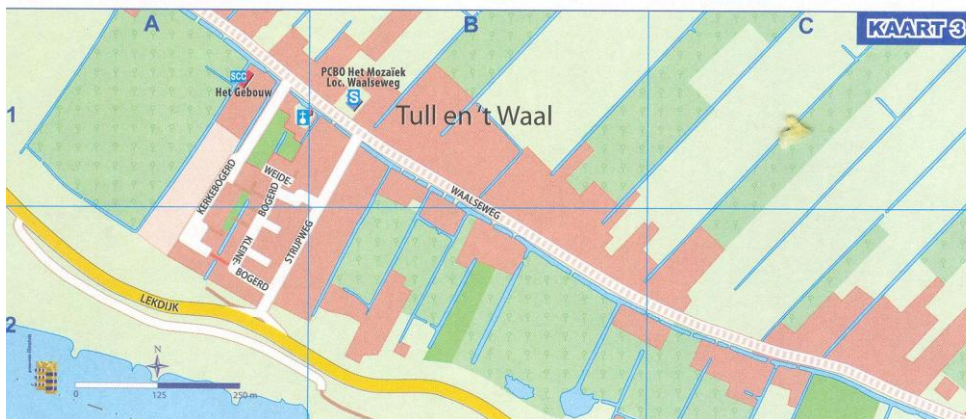 A
B
C
KAART 3
1
2
SCC
Het Gebouw
PCBO Het Mozaïek
Loc. Waalseweg
S
Tull en 't Waal
KERKEBOGERD
WEIDE-
BOGERD
KLEINE-
BOGERD
STRIJPWEG
WAALSEWEG
LEKDIJK
N
0
125
250 m